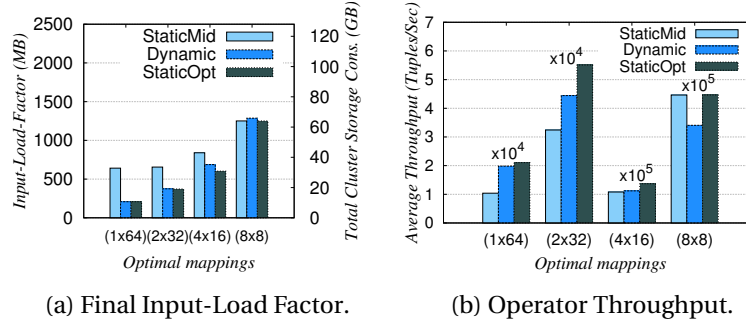 2500
2000
1500
1000
500
0
Input-Load-Factor (MB)
StaticMid
Dynamic
StaticOpt
120
100
80
60
40
20
0
Total Cluster Storage Cons. (GB)
(1x64) (2x32) (4x16) (8x8)
Optimal mappings
(a) Final Input-Load Factor.
7
6
5
4
3
2
1
0
Average Throughput (Tuples/Sec)
StaticMid
Dynamic
StaticOpt
x10^4
x10^4
x10^5
x10^5
(1x64) (2x32) (4x16) (8x8)
Optimal mappings
(b) Operator Throughput.